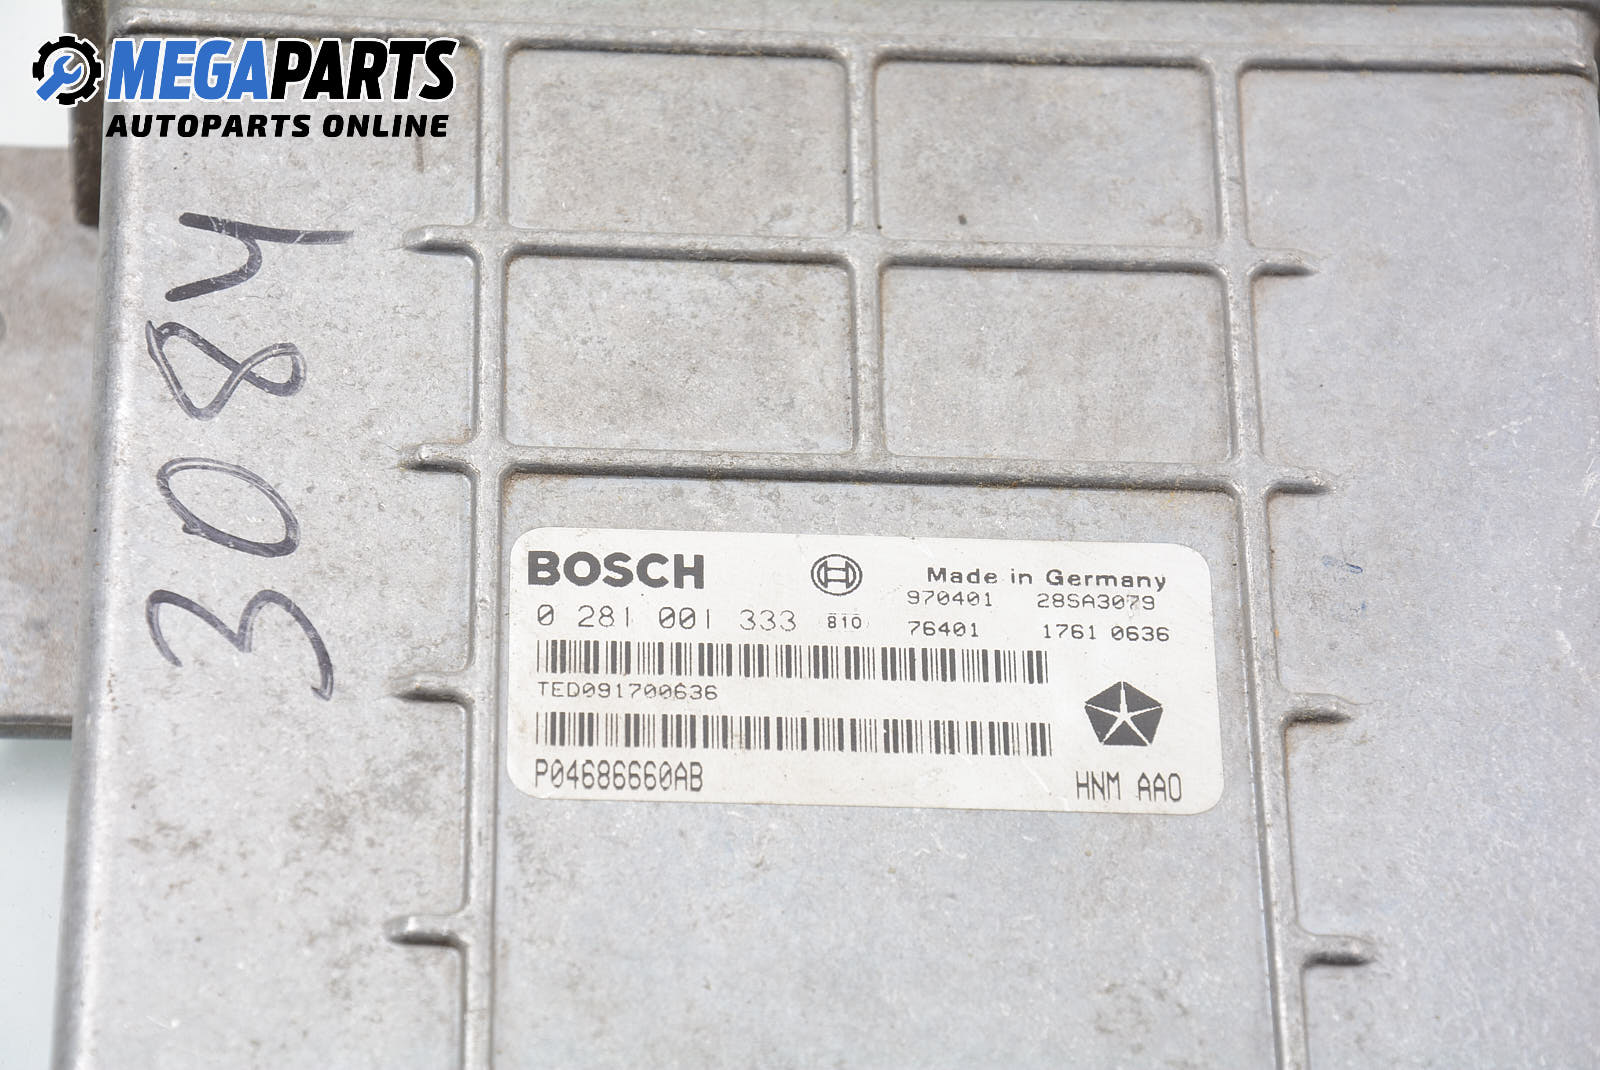 MEGAPARTS
AUTOPARTS ONLINE
3084
BOSCH
Made in Germany
970401 28SA3079
0 281 001 333 810 76401 1761 0636
TED091700636
P04686660AB
HNM AAO